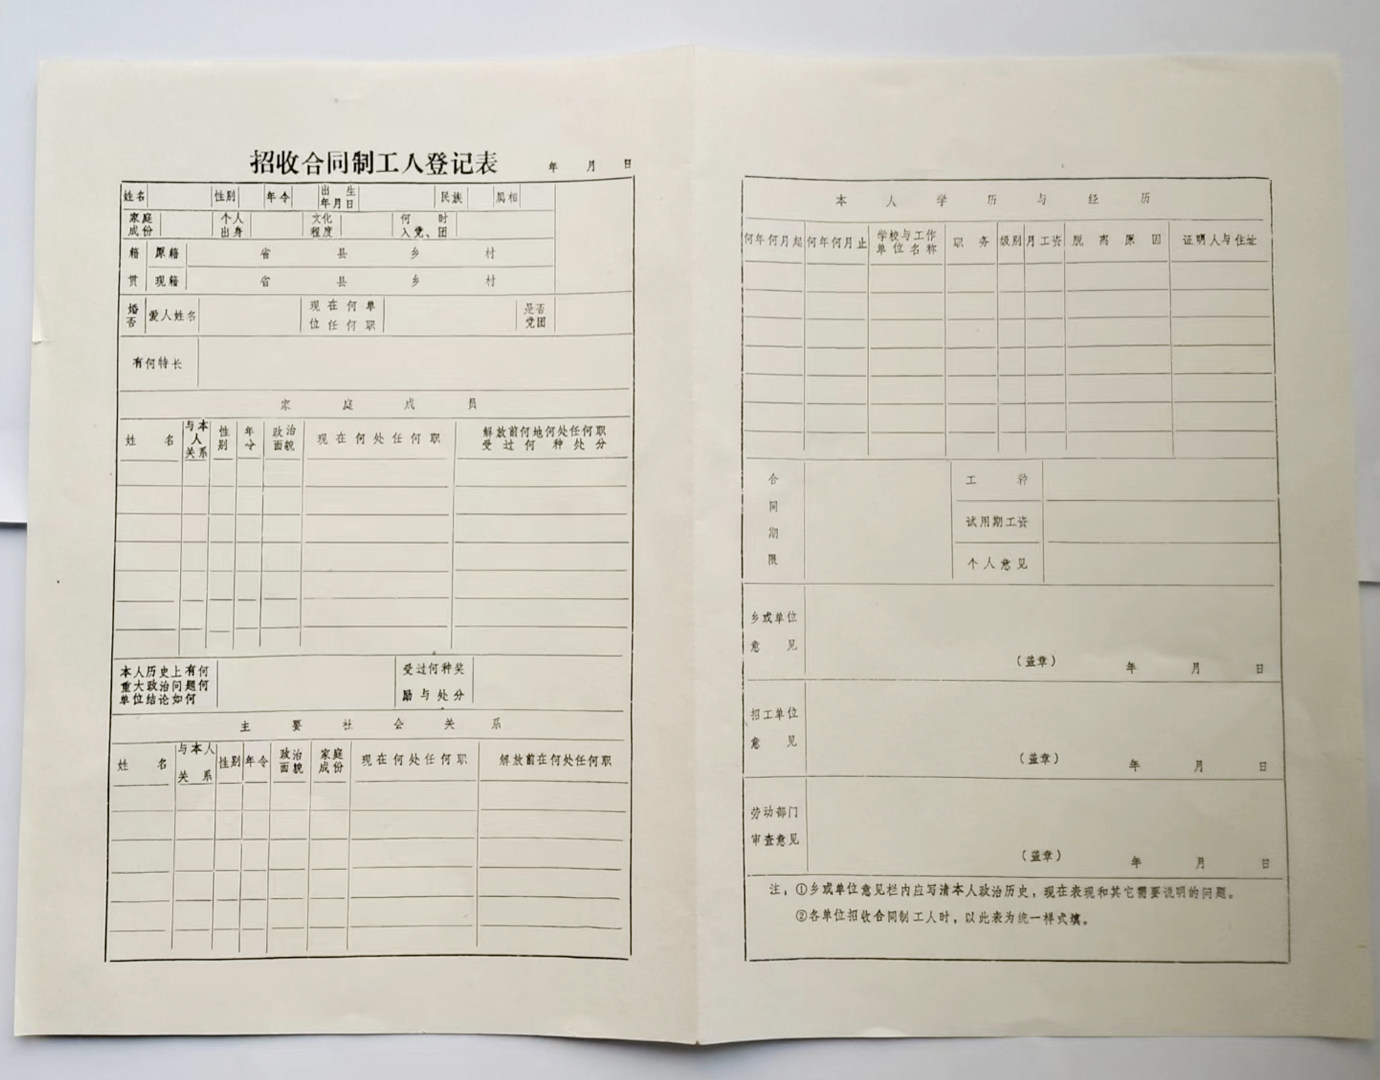 招收合同制工人登记表 年 月 日
姓名 性别 年令 出生年月日 民族 属相
家庭成份 个人出身 文化程度 何时入党、团
籍贯 原籍 省 县 乡 村
现籍 省 县 乡 村
婚否 爱人姓名 现在何单位任何职 是否党团
有何特长
家庭成员
姓名 与本人关系 性别 年令 政治面貌 现在何处任何职 解放前何地何处任何职受过何种处分
本人历史上有何重大政治问题何单位结论如何 受过何种奖励与处分
主要社会关系
姓名 与本人关系 性别 年令 政治面貌 家庭成份 现在何处任何职 解放前在何处任何职
本人学历与经历
何年何月起 何年何月止 学校与工作单位名称 职务 级别 月工资 脱离原因 证明人与住址
合同期限 工种
试用期工资
个人意见
乡或单位意见 (盖章) 年 月 日
招工单位意见 (盖章) 年 月 日
劳动部门审查意见 (盖章) 年 月 日
注:①乡或单位意见栏内应写清本人政治历史,现在表现和其它需要说明的问题。
②各单位招收合同制工人时,以此表为统一样式填。